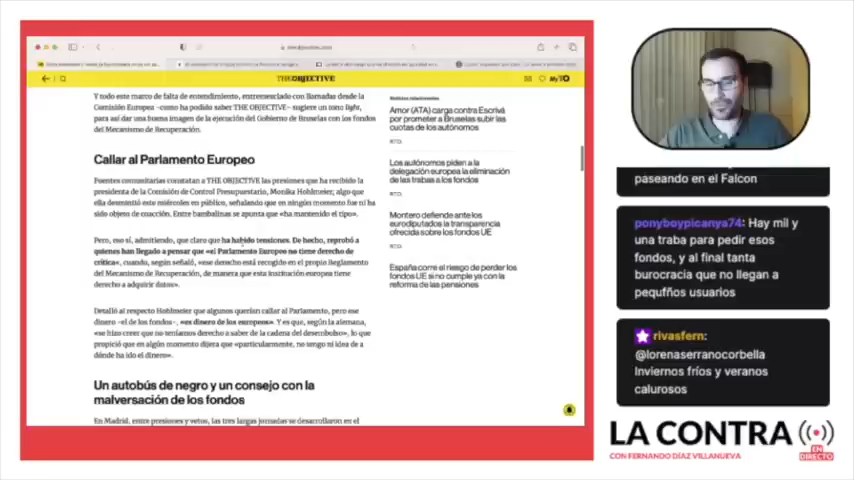 THE OBJECTIVE
MyTO
Y todo este marco de falta de entendimiento, entremezclado con llamadas desde la
Comisión Europea –como ha podido saber THE OBJECTIVE– sugiere un tono light,
para así dar una buena imagen de la ejecución del Gobierno de Bruselas con los fondos
del Mecanismo de Recuperación.
Callar al Parlamento Europeo
Fuentes comunitarias constatan a THE OBJECTIVE las presiones que ha recibido la
presidenta de la Comisión de Control Presupuestario, Monika Hohlmeier; algo que
ella desmintió este miércoles en público, señalando que en ningún momento fue ni ha
sido objeto de coacción. Entre bambalinas se apunta que «ha mantenido el tipo».
Pero, eso sí, admitiendo, que claro que ha habido tensiones. De hecho, reprobó a
quienes han llegado a pensar que «el Parlamento Europeo no tiene derecho de
crítica», cuando, según señaló, «ese derecho está recogido en el propio Reglamento
del Mecanismo de Recuperación, de manera que esta institución europea tiene
derecho a adquirir datos».
Detalló al respecto Hohlmeier que algunos querían callar al Parlamento, pero ese
dinero –el de los fondos–, «es dinero de los europeos». Y es que, según la alemana,
«se hizo creer que no teníamos derecho a saber de la cadena del desembolso», lo que
propició que en algún momento dijera que «particularmente, no tengo ni idea de a
dónde ha ido el dinero».
Un autobús de negro y un consejo con la
malversación de los fondos
En Madrid, entre presiones y vetos, las tres largas jornadas se desarrollaron en el
Noticias relacionadas
Amor (ATA) carga contra Escrivá
por prometer a Bruselas subir las
cuotas de los autónomos
Los autónomos piden a la
delegación europea la eliminación
de las trabas a los fondos
Montero defiende ante los
eurodiputados la transparencia
ofrecida sobre los fondos UE
España corre el riesgo de perder los
fondos UE si no cumple ya con la
reforma de las pensiones
paseando en el Falcon
ponyboypicanya74: Hay mil y
una traba para pedir esos
fondos, y al final tanta
burocracia que no llegan a
pequfños usuarios
rivasfern:
@lorenaserranocorbella
Inviernos fríos y veranos
calurosos
LA CONTRA
EN
DIRECTO
CON FERNANDO DÍAZ VILLANUEVA